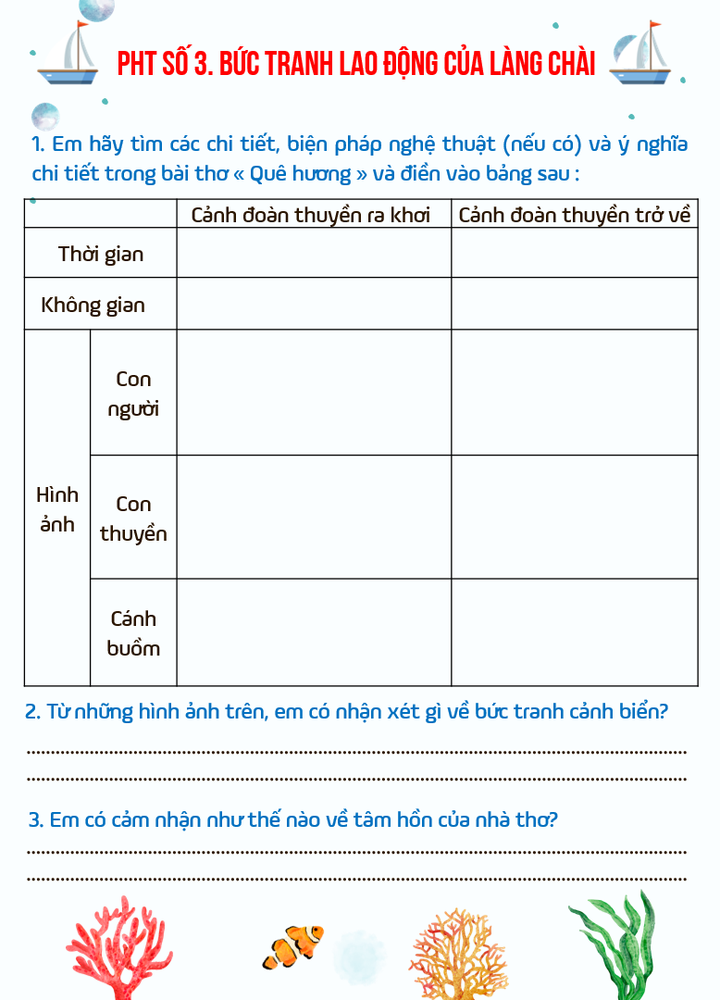 PHT SỐ 3. BỨC TRANH LAO ĐỘNG CỦA LÀNG CHÀI
1. Em hãy tìm các chi tiết, biện pháp nghệ thuật (nếu có) và ý nghĩa
chi tiết trong bài thơ « Quê hương » và điền vào bảng sau :
Cảnh đoàn thuyền ra khơi
Cảnh đoàn thuyền trở về
Thời gian
Không gian
Hình
ảnh
Con
người
Con
thuyền
Cánh
buồm
2. Từ những hình ảnh trên, em có nhận xét gì về bức tranh cảnh biển?
3. Em có cảm nhận như thế nào về tâm hồn của nhà thơ?